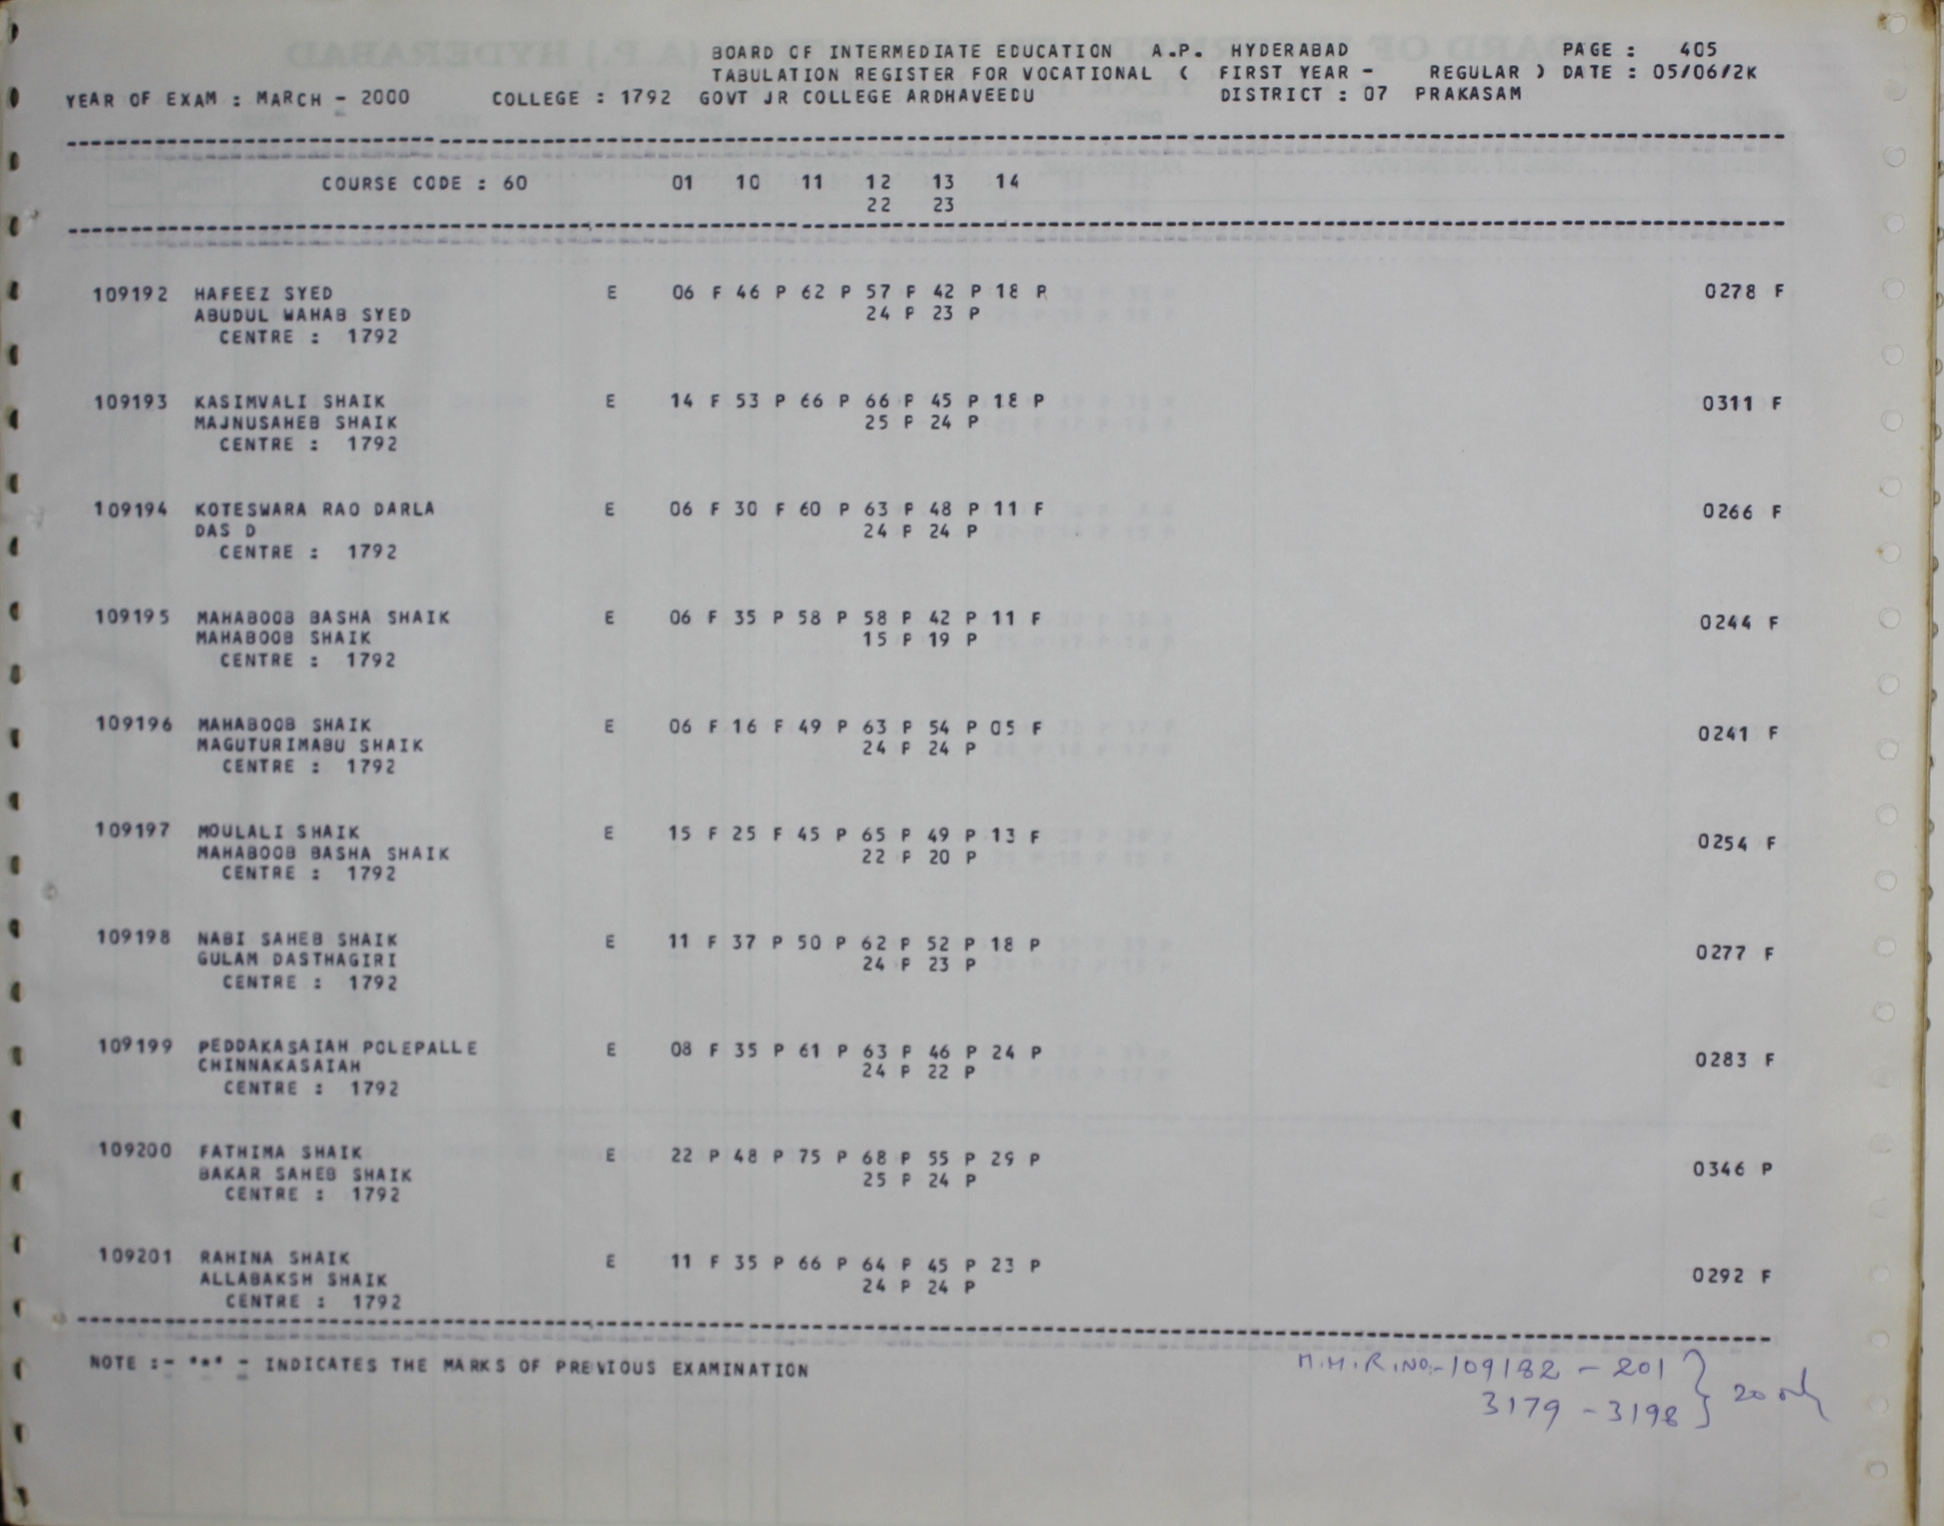 BOARD OF INTERMEDIATE EDUCATION A.P. HYDERABAD PAGE : 405
TABULATION REGISTER FOR VOCATIONAL ( FIRST YEAR - REGULAR ) DATE : 05/06/2K
YEAR OF EXAM : MARCH - 2000 COLLEGE : 1792 GOVT JR COLLEGE ARDHAVEEDU DISTRICT : 07 PRAKASAM
COURSE CODE : 60 01 10 11 12 13 14
22 23
109192 HAFEEZ SYED E 06 F 46 P 62 P 57 P 42 P 18 P 0278 F
ABUDUL WAHAB SYED 24 P 23 P
CENTRE : 1792
109193 KASIMVALI SHAIK E 14 F 53 P 66 P 66 P 45 P 18 P 0311 F
MAJNUSAHEB SHAIK 25 P 24 P
CENTRE : 1792
109194 KOTESWARA RAO DARLA E 06 F 30 F 60 P 63 P 48 P 11 F 0266 F
DAS D 24 P 24 P
CENTRE : 1792
109195 MAHABOOB BASHA SHAIK E 06 F 35 P 58 P 58 P 42 P 11 F 0244 F
MAHABOOB SHAIK 15 P 19 P
CENTRE : 1792
109196 MAHABOOB SHAIK E 06 F 16 F 49 P 63 P 54 P 05 F 0241 F
MAGUTURIMABU SHAIK 24 P 24 P
CENTRE : 1792
109197 MOULALI SHAIK E 15 F 25 F 45 P 65 P 49 P 13 F 0254 F
MAHABOOB BASHA SHAIK 22 P 20 P
CENTRE : 1792
109198 NABI SAHEB SHAIK E 11 F 37 P 50 P 62 P 52 P 18 P 0277 F
GULAM DASTHAGIRI 24 P 23 P
CENTRE : 1792
109199 PEDDAKASAIAH POLEPALLE E 08 F 35 P 61 P 63 P 46 P 24 P 0283 F
CHINNAKASAIAH 24 P 22 P
CENTRE : 1792
109200 FATHIMA SHAIK E 22 P 48 P 75 P 68 P 55 P 29 P 0346 P
BAKAR SAHEB SHAIK 25 P 24 P
CENTRE : 1792
109201 RAHINA SHAIK E 11 F 35 P 66 P 64 P 45 P 23 P 0292 F
ALLABAKSH SHAIK 24 P 24 P
CENTRE : 1792
NOTE :- "*" - INDICATES THE MARKS OF PREVIOUS EXAMINATION
M.M.R.NO.-109182 - 201
3179 - 3198 } 20